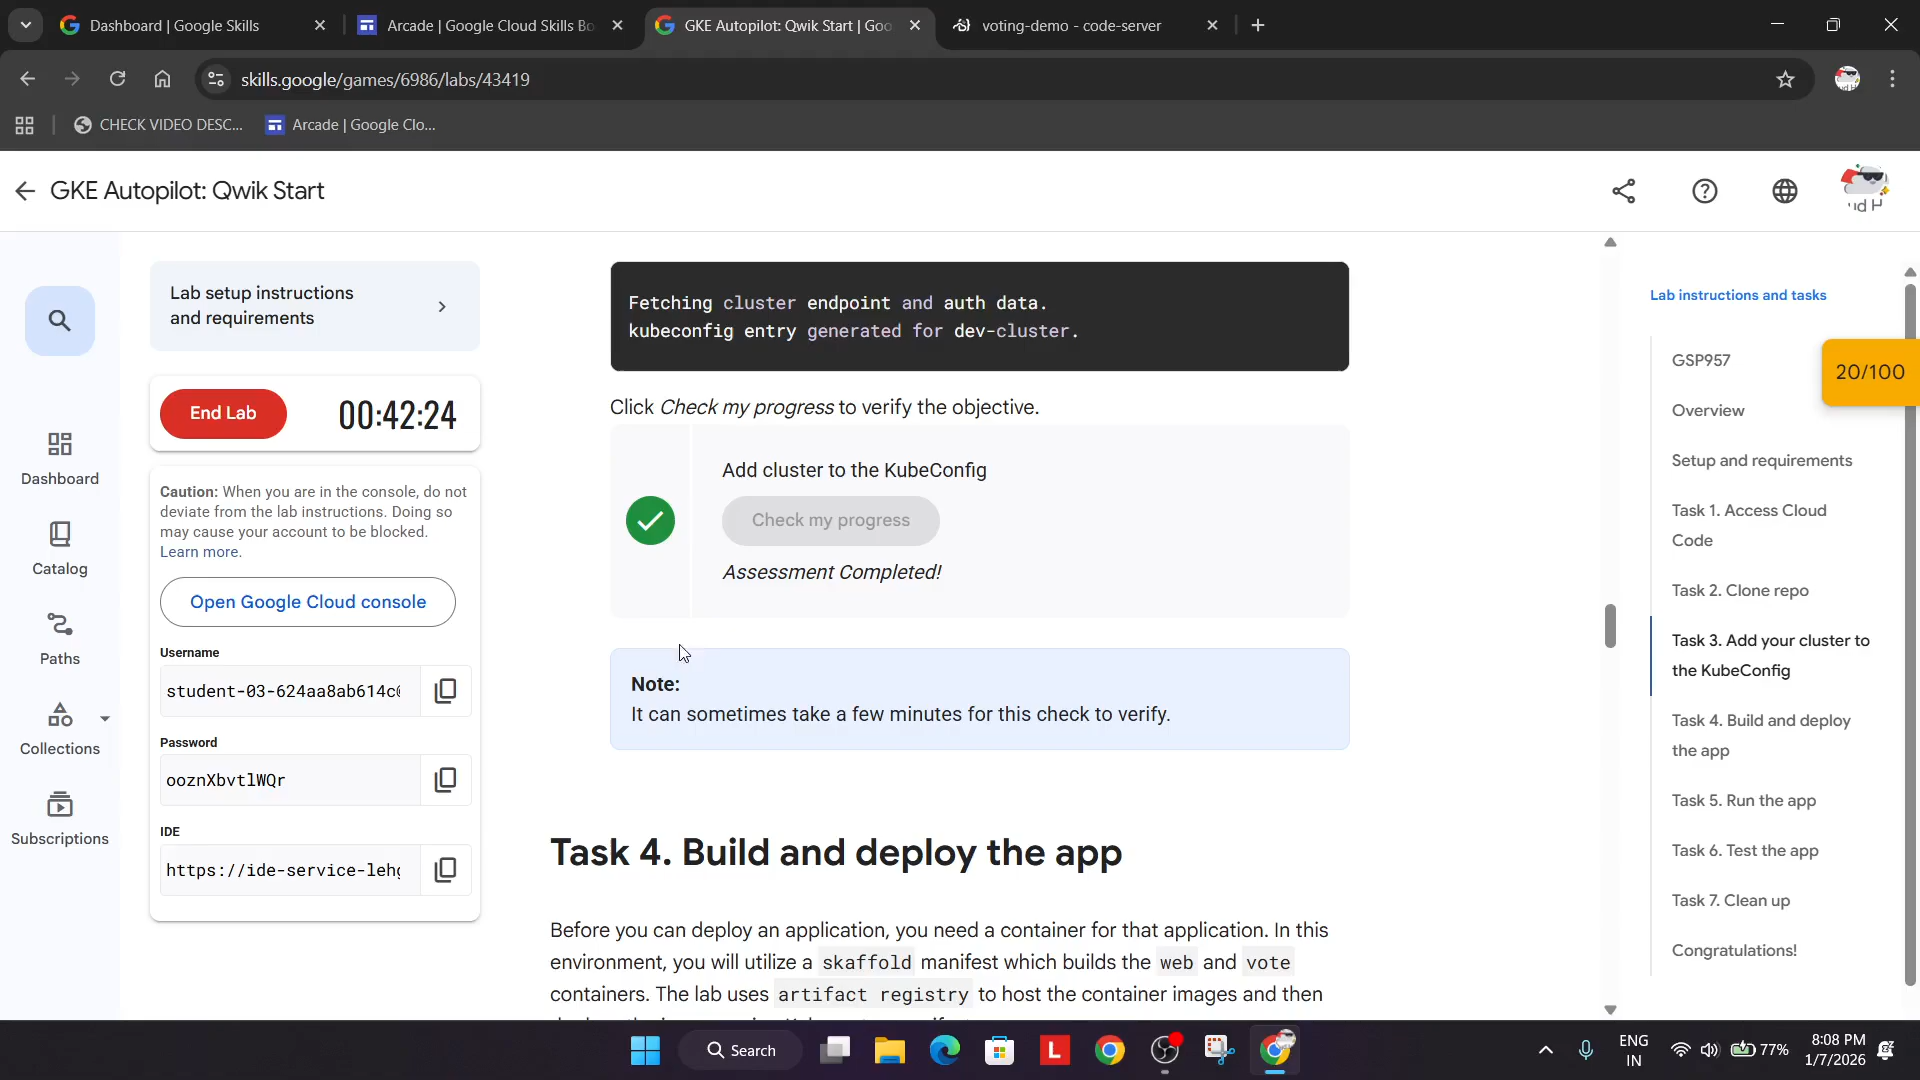 Dashboard | Google Skills
Arcade | Google Cloud Skills Bo
GKE Autopilot: Qwik Start | Goo
voting-demo - code-server
skills.google/games/6986/labs/43419
CHECK VIDEO DESC...
Arcade | Google Clo...
GKE Autopilot: Qwik Start
Dashboard
Catalog
Paths
Collections
Subscriptions
Lab setup instructions
and requirements
End Lab
00:42:24
Caution: When you are in the console, do not
deviate from the lab instructions. Doing so
may cause your account to be blocked.
Learn more.
Open Google Cloud console
Username
student-03-624aa8ab614c
Password
ooznXbvtlWQr
IDE
https://ide-service-leh
Fetching cluster endpoint and auth data.
kubeconfig entry generated for dev-cluster.
Click Check my progress to verify the objective.
Add cluster to the KubeConfig
Check my progress
Assessment Completed!
Note:
It can sometimes take a few minutes for this check to verify.
Task 4. Build and deploy the app
Before you can deploy an application, you need a container for that application. In this
environment, you will utilize a skaffold manifest which builds the web and vote
containers. The lab uses artifact registry to host the container images and then
Lab instructions and tasks
GSP957
20/100
Overview
Setup and requirements
Task 1. Access Cloud
Code
Task 2. Clone repo
Task 3. Add your cluster to
the KubeConfig
Task 4. Build and deploy
the app
Task 5. Run the app
Task 6. Test the app
Task 7. Clean up
Congratulations!
Search
ENG
IN
77%
8:08 PM
1/7/2026